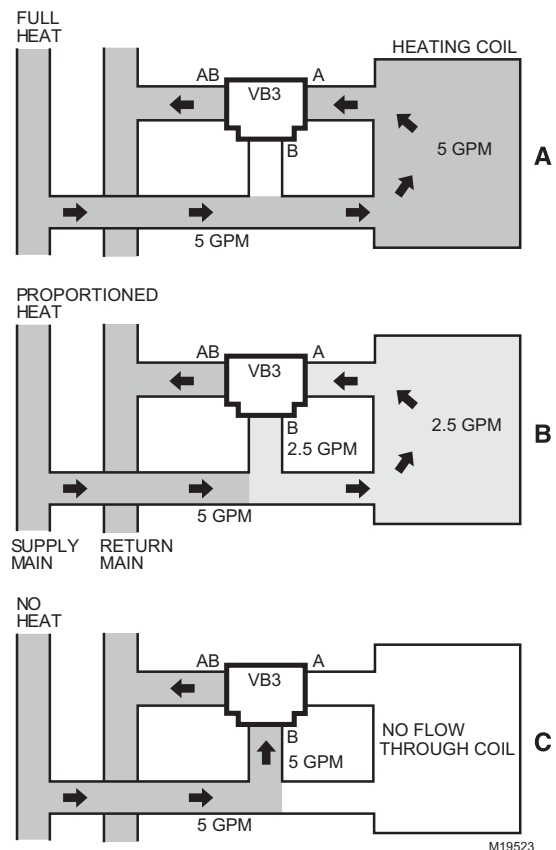 FULL
HEAT
HEATING COIL
AB
A
VB3
B
5 GPM
A
5 GPM
PROPORTIONED
HEAT
AB
A
VB3
B
2.5 GPM
2.5 GPM
B
5 GPM
SUPPLY
MAIN
RETURN
MAIN
NO
HEAT
AB
A
VB3
B
5 GPM
NO FLOW
THROUGH COIL
C
5 GPM
M19523